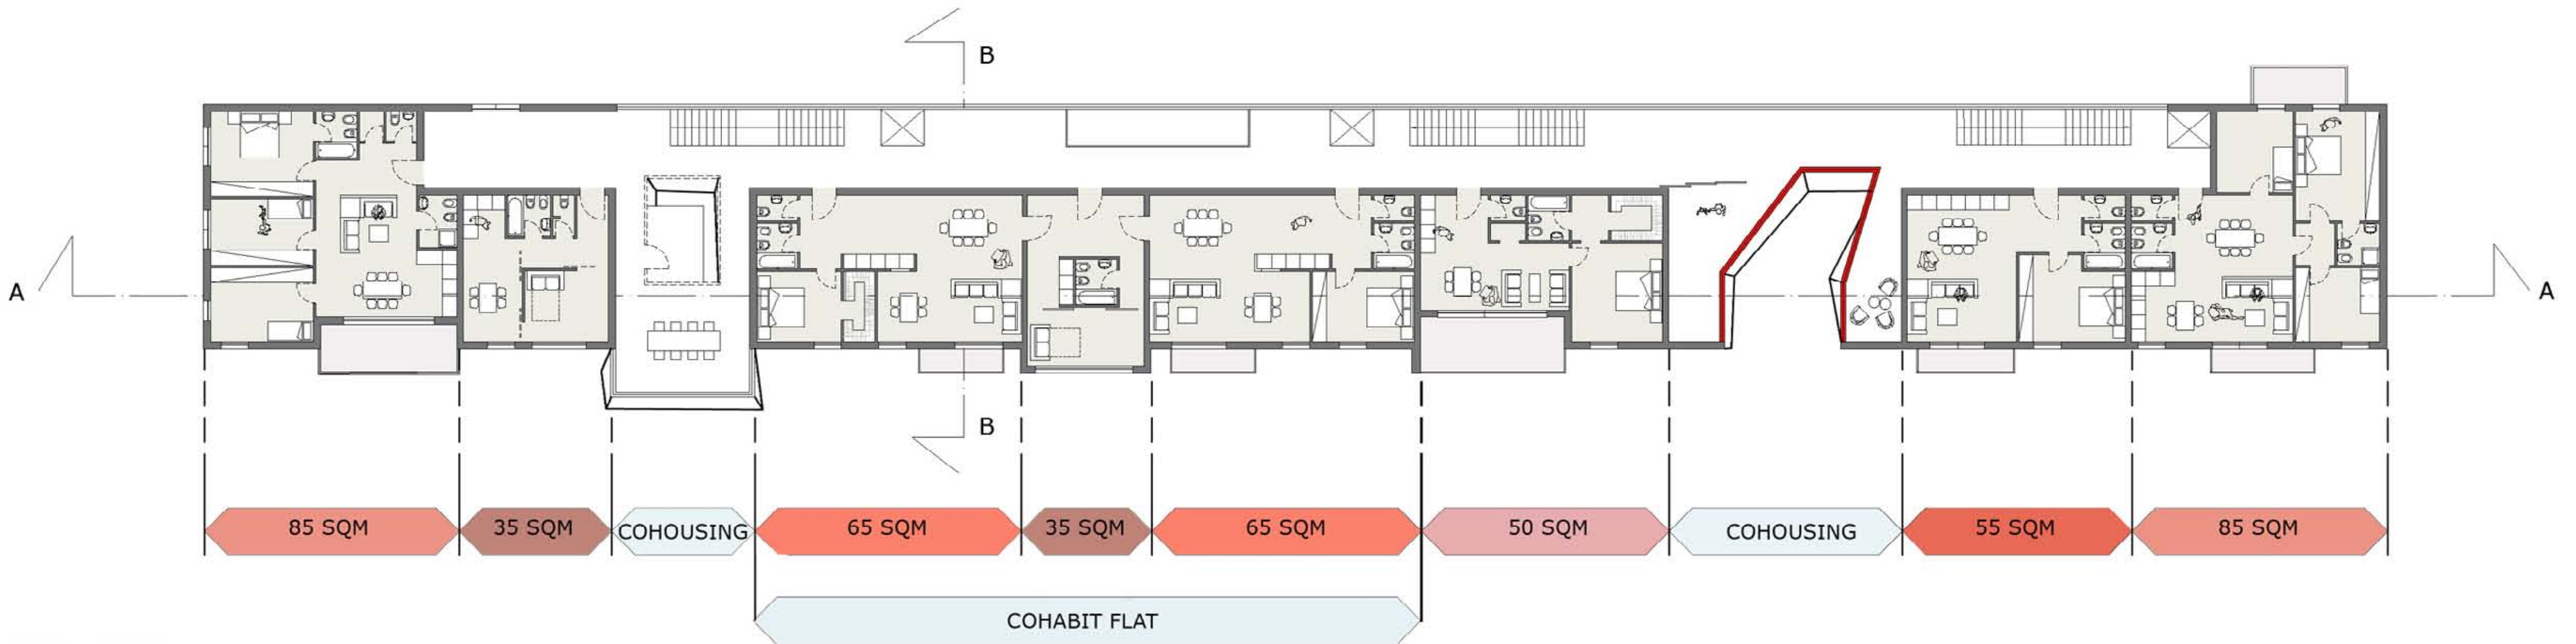 B
A
A
B
85 SQM
35 SQM
COHOUSING
65 SQM
35 SQM
65 SQM
50 SQM
COHOUSING
55 SQM
85 SQM
COHABIT FLAT